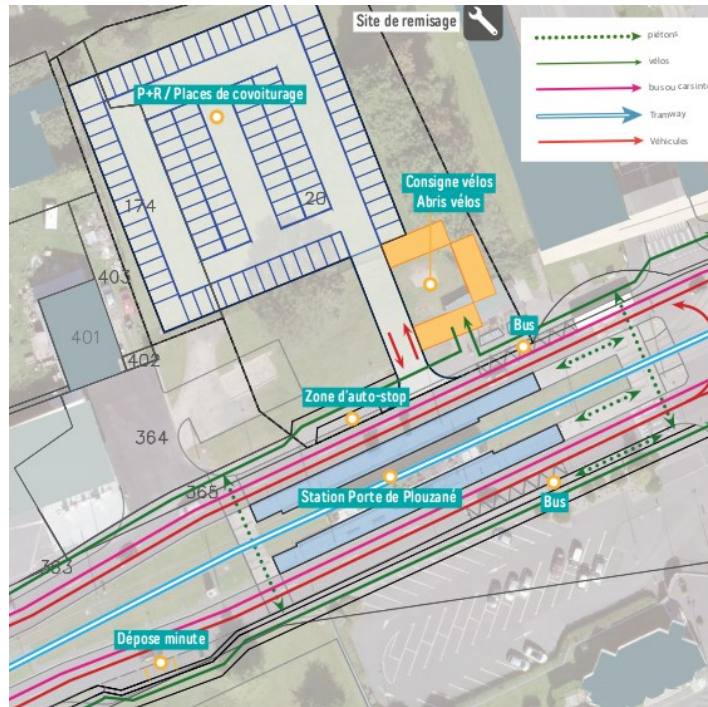 Site de remisage
piétons
vélos
bus ou cars inte
Tramway
Véhicules
P+R / Places de covoiturage
Consigne vélos
Abris vélos
174
20
403
401
402
Bus
Zone d'auto-stop
364
365
Station Porte de Plouzané
Bus
363
Dépose minute